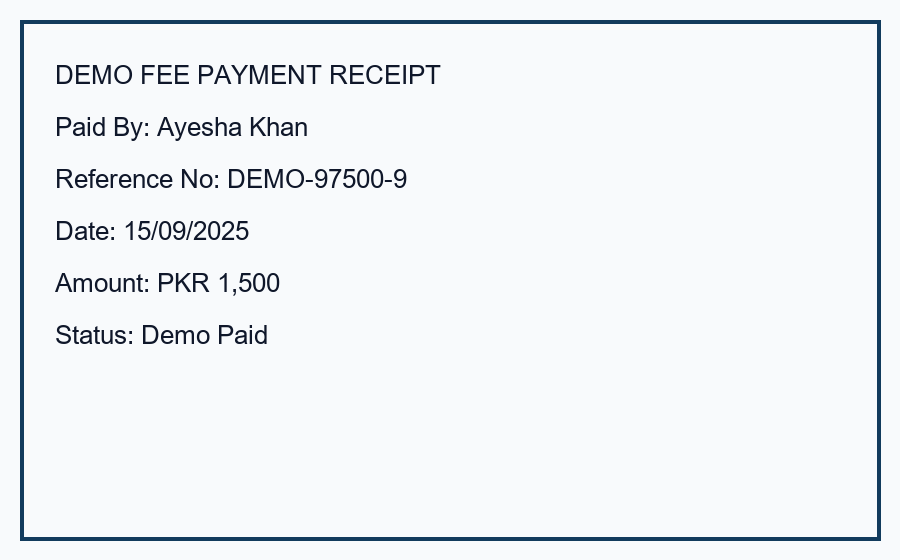 DEMO FEE PAYMENT RECEIPT
Paid By: Ayesha Khan
Reference No: DEMO-97500-9
Date: 15/09/2025
Amount: PKR 1,500
Status: Demo Paid